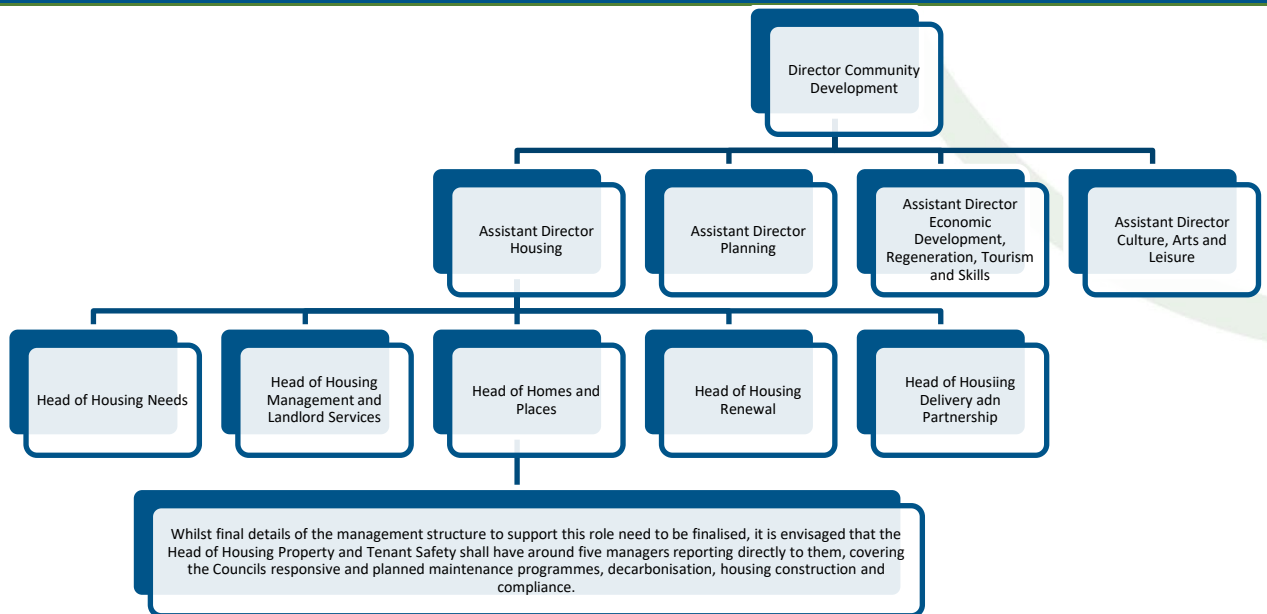 Director Community
Development
Assistant Director
Housing
Assistant Director
Planning
Assistant Director
Economic
Development,
Regeneration, Tourism
and Skills
Assistant Director
Culture, Arts and
Leisure
Head of Housing Needs
Head of Housing
Management and
Landlord Services
Head of Homes and
Places
Head of Housing
Renewal
Head of Housiing
Delivery adn
Partnership
Whilst final details of the management structure to support this role need to be finalised, it is envisaged that the
Head of Housing Property and Tenant Safety shall have around five managers reporting directly to them, covering
the Councils responsive and planned maintenance programmes, decarbonisation, housing construction and
compliance.